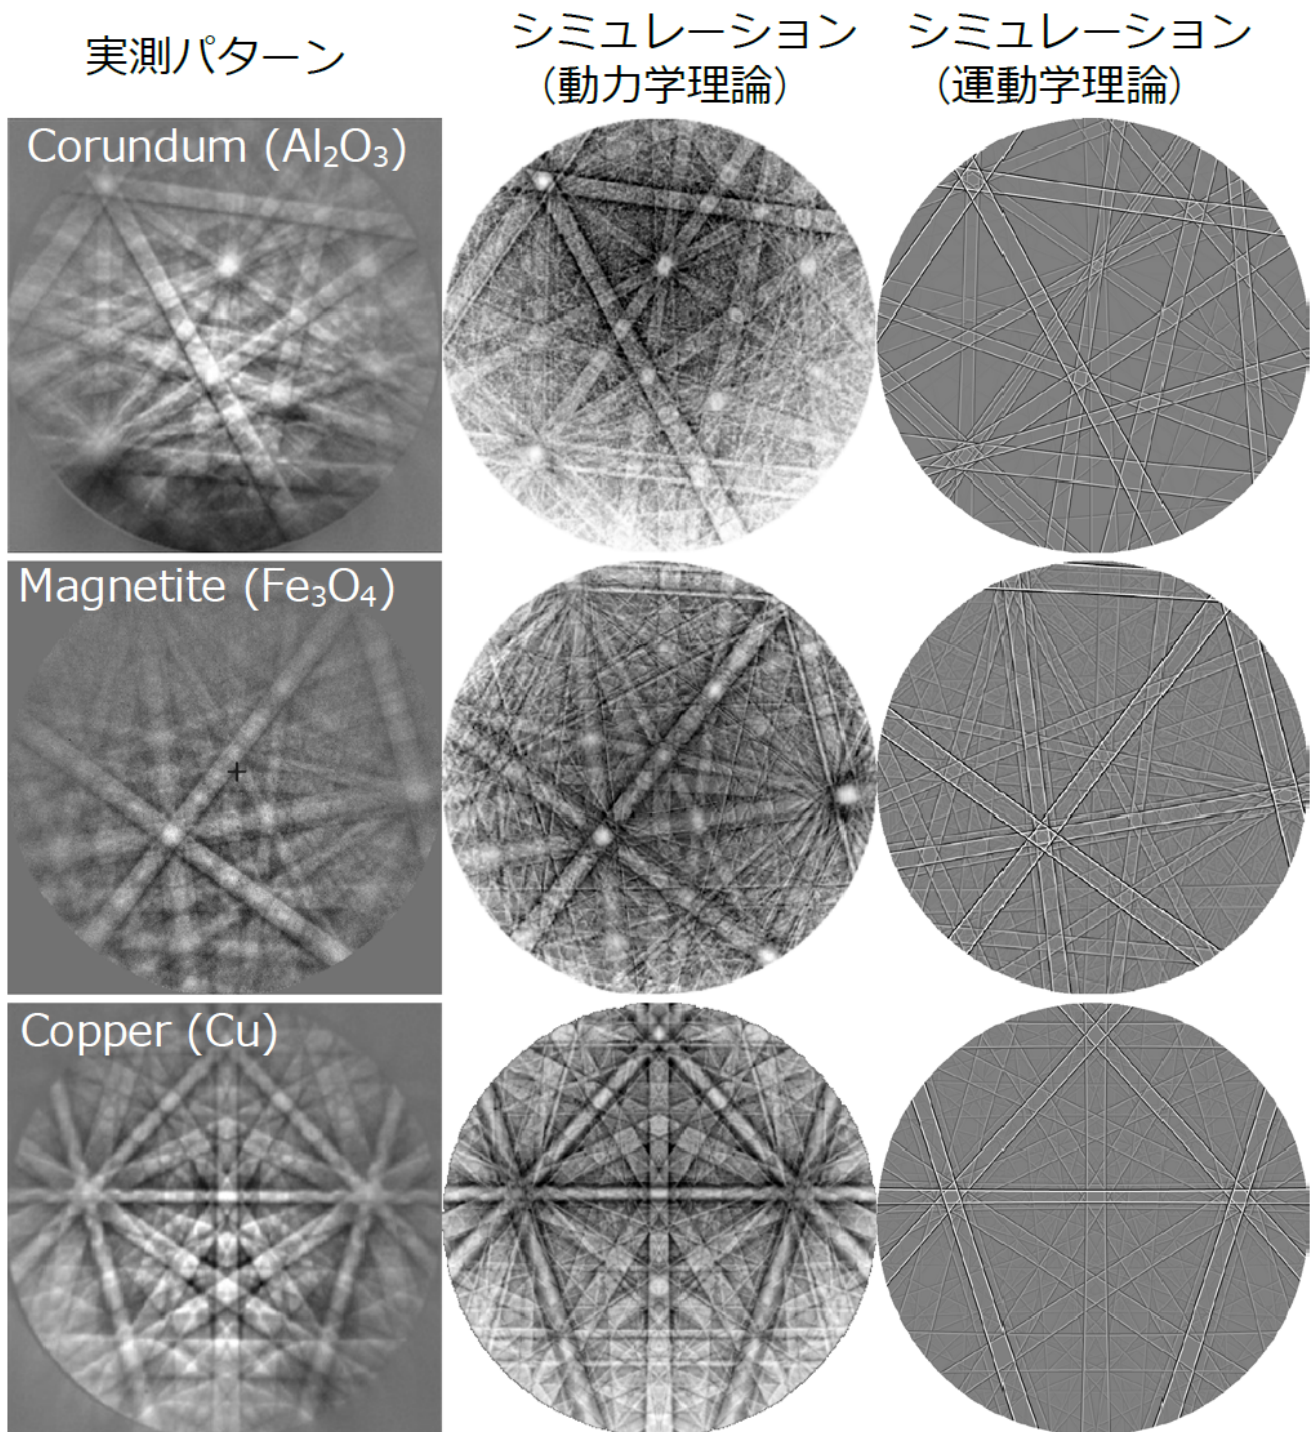 実測パターン
シミュレーション
(動力学理論)
シミュレーション
(運動学理論)
Corundum (Al₂O₃)
Magnetite (Fe₃O₄)
Copper (Cu)